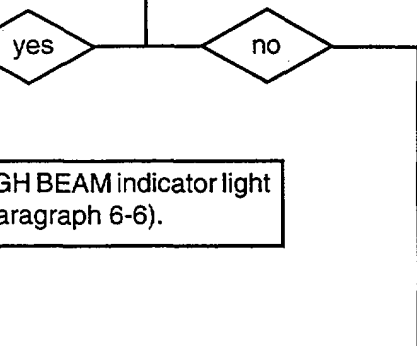 yes no
GH BEAM indicator light
aragraph 6-6).